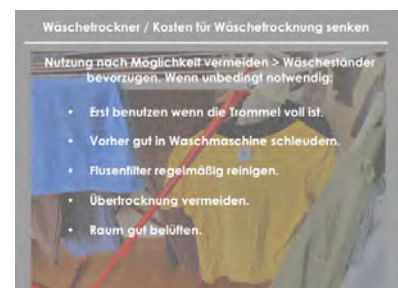 Wäschetrockner / Kosten für Wäschetrocknung senken
Nutzung nach Möglichkeit vermeiden > Wäscheständer
bevorzugen. Wenn unbedingt notwendig:
• Erst benutzen wenn die Trommel voll ist.
• Vorher gut in Waschmaschine schleudern.
• Flusenfilter regelmäßig reinigen.
• Übertrocknung vermeiden.
• Raum gut belüften.